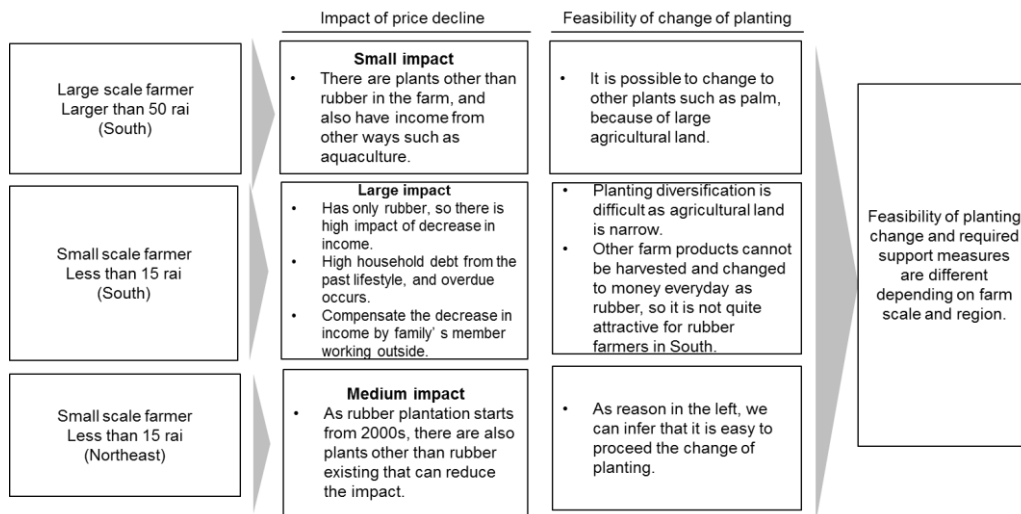 Impact of price decline
Feasibility of change of planting
Large scale farmer
Larger than 50 rai
(South)
Small impact
• There are plants other than
rubber in the farm, and
also have income from
other ways such as
aquaculture.
• It is possible to change to
other plants such as palm,
because of large
agricultural land.
Small scale farmer
Less than 15 rai
(South)
Large impact
• Has only rubber, so there is
high impact of decrease in
income.
• High household debt from the
past lifestyle, and overdue
occurs.
• Compensate the decrease in
income by family' s member
working outside.
• Planting diversification is
difficult as agricultural land
is narrow.
• Other farm products cannot
be harvested and changed
to money everyday as
rubber, so it is not quite
attractive for rubber
farmers in South.
Small scale farmer
Less than 15 rai
(Northeast)
Medium impact
• As rubber plantation starts
from 2000s, there are also
plants other than rubber
existing that can reduce
the impact.
• As reason in the left, we
can infer that it is easy to
proceed the change of
planting.
Feasibility of planting
change and required
support measures
are different
depending on farm
scale and region.